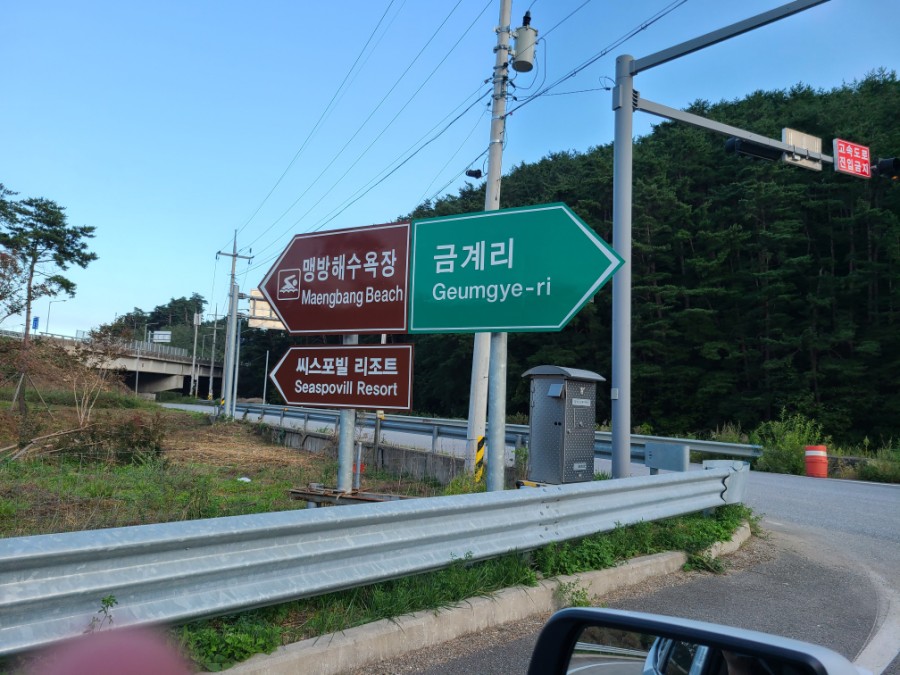 맹방해수욕장
Maengbang Beach
금계리
Geumgye-ri
씨스포빌 리조트
Seaspovill Resort
고속도로
진입금지